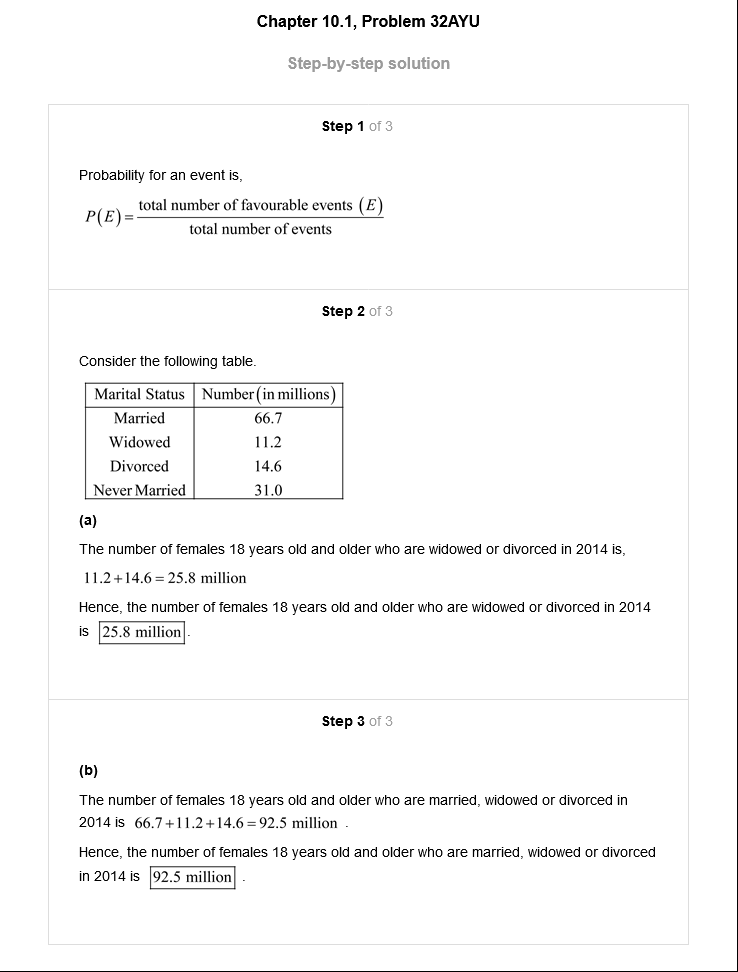 Chapter 10.1, Problem 32AYU
Step-by-step solution
Step 1 of 3
Probability for an event is,
P(E) = total number of favourable events (E) / total number of events
Step 2 of 3
Consider the following table.
Marital Status Number(in millions)
Married 66.7
Widowed 11.2
Divorced 14.6
Never Married 31.0
(a)
The number of females 18 years old and older who are widowed or divorced in 2014 is,
11.2+14.6 = 25.8 million
Hence, the number of females 18 years old and older who are widowed or divorced in 2014
is 25.8 million.
Step 3 of 3
(b)
The number of females 18 years old and older who are married, widowed or divorced in
2014 is 66.7+11.2+14.6 = 92.5 million .
Hence, the number of females 18 years old and older who are married, widowed or divorced
in 2014 is 92.5 million .